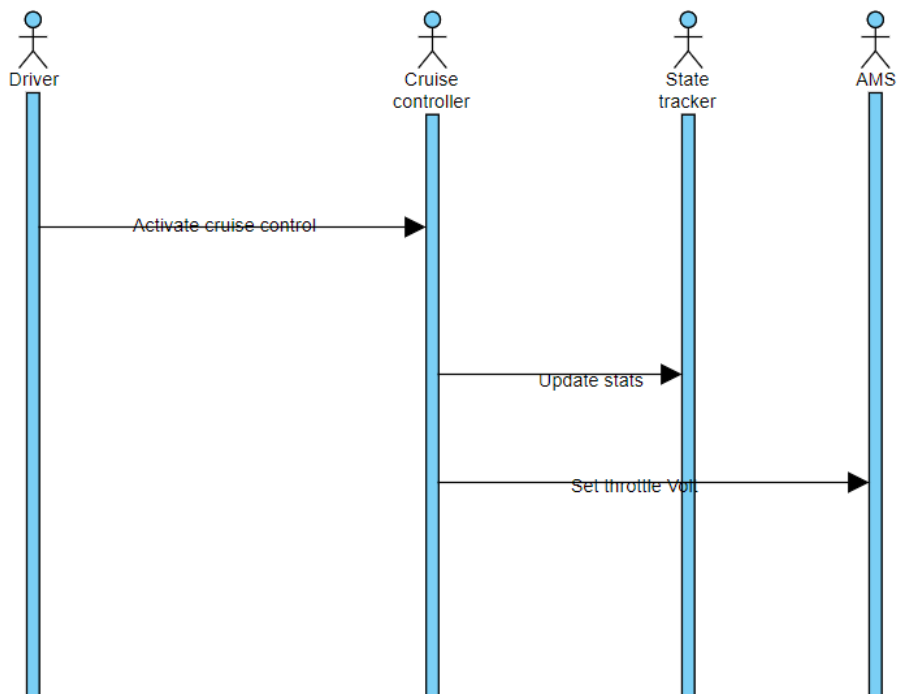 Driver
Cruise
controller
State
tracker
AMS
Activate cruise control
Update stats
Set throttle Volt